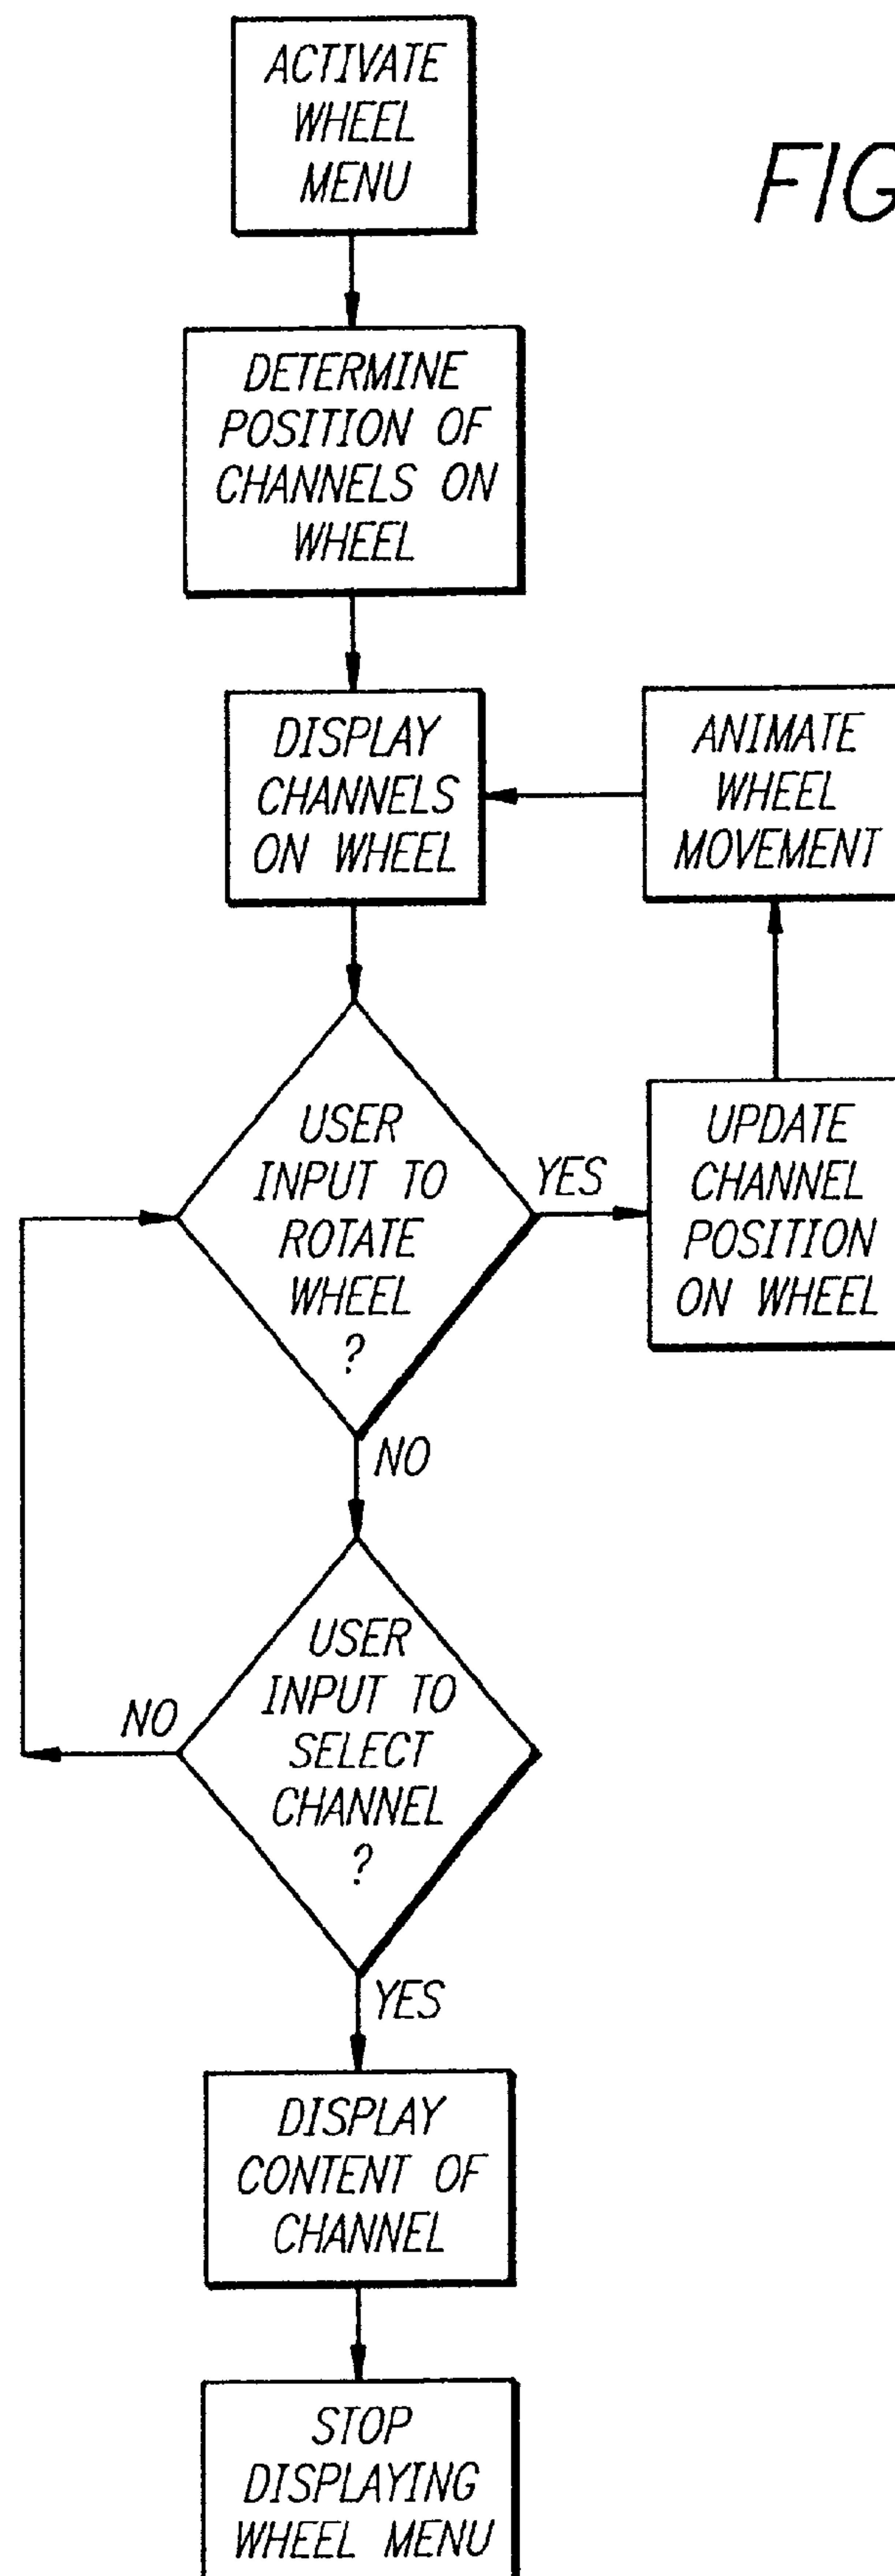 ACTIVATE
WHEEL
MENU
FIG
DETERMINE
POSITION OF
CHANNELS ON
WHEEL
DISPLAY
CHANNELS
ON WHEEL
ANIMATE
WHEEL
MOVEMENT
USER
INPUT TO
ROTATE
WHEEL
?
YES
UPDATE
CHANNEL
POSITION
ON WHEEL
NO
USER
INPUT TO
SELECT
CHANNEL
?
NO
YES
DISPLAY
CONTENT OF
CHANNEL
STOP
DISPLAYING
WHEEL MENU